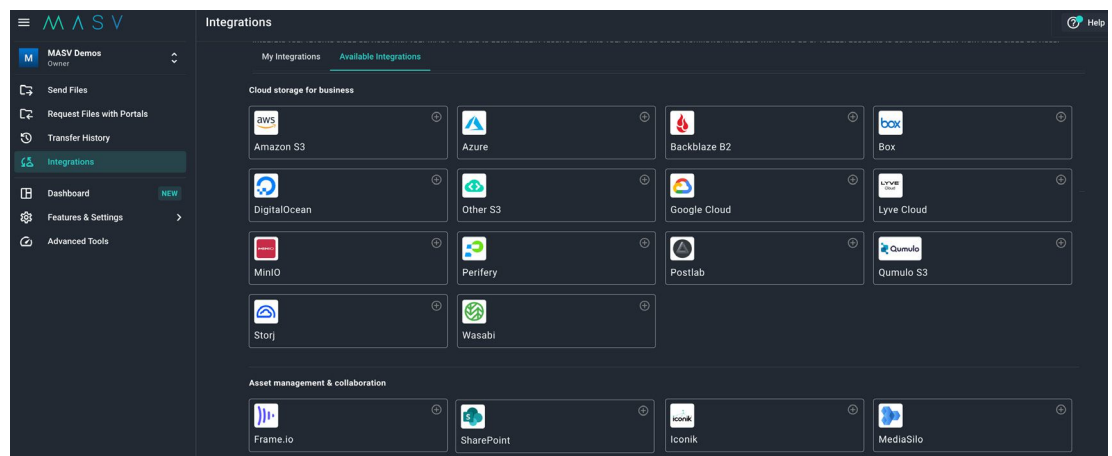 MASV
Integrations
Help
M
MASV Demos
Owner
My Integrations
Available Integrations
Send Files
Request Files with Portals
Transfer History
Integrations
Dashboard
NEW
Features & Settings
Advanced Tools
Cloud storage for business
aws
Amazon S3
Azure
Backblaze B2
box
Box
DigitalOcean
Other S3
Google Cloud
LYVE
Cloud
Lyve Cloud
MinIO
Perifery
Postlab
Qumulo
Qumulo S3
Storj
Wasabi
Asset management & collaboration
Frame.io
S
SharePoint
iconik
Iconik
MediaSilo